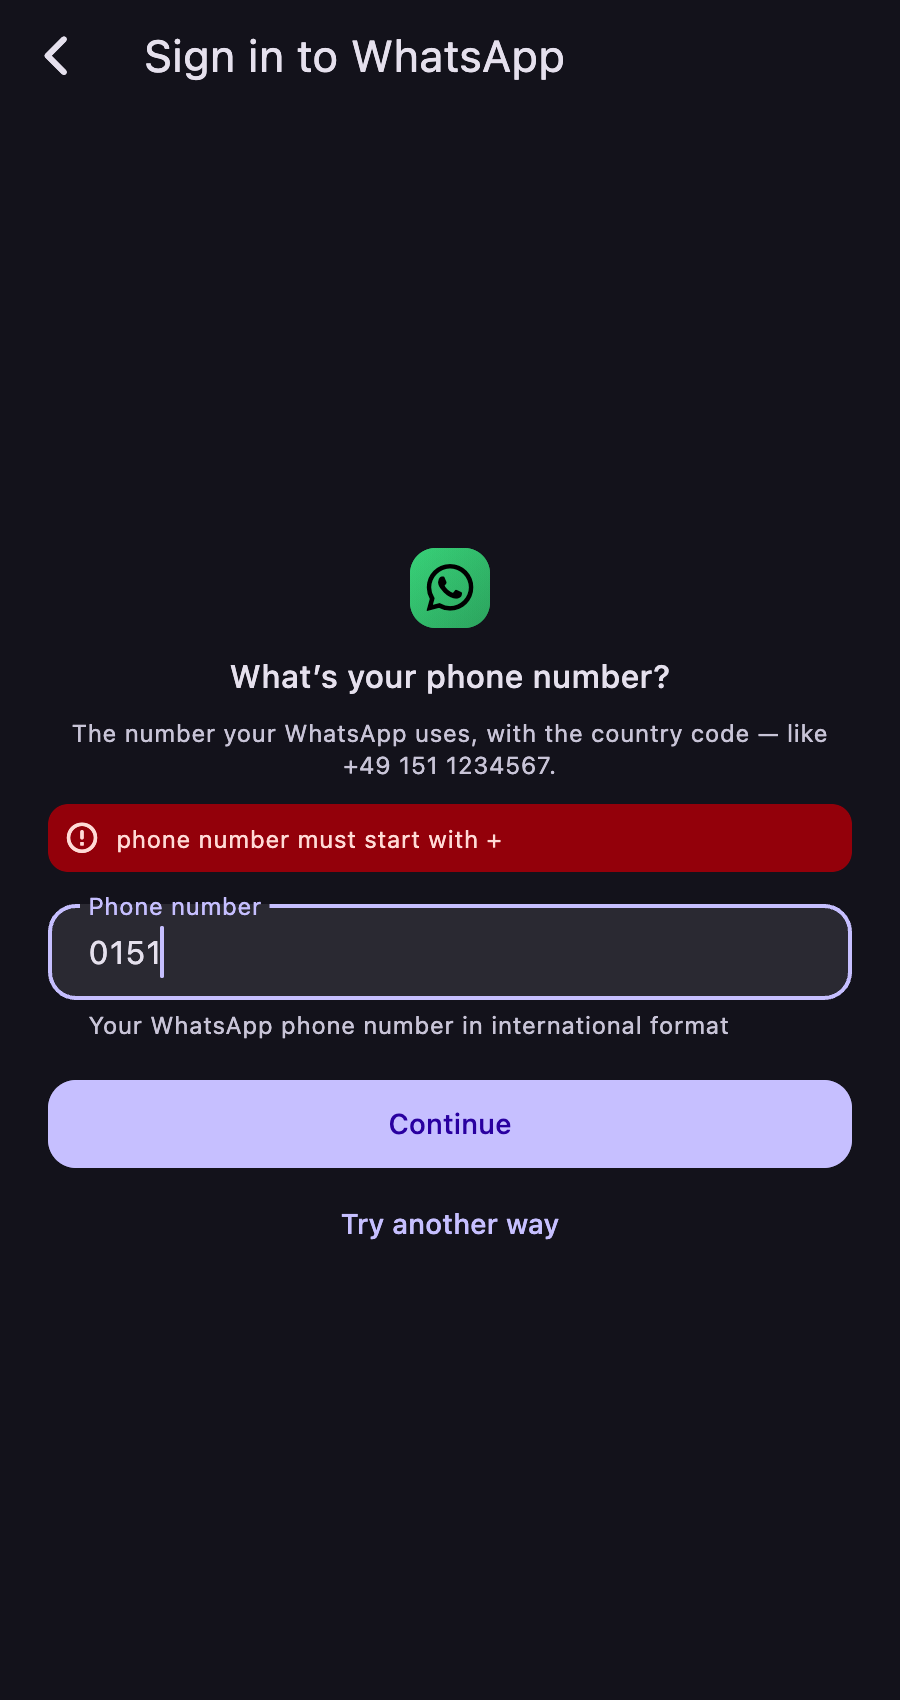 Sign in to WhatsApp
What’s your phone number?
The number your WhatsApp uses, with the country code — like
+49 151 1234567.
phone number must start with +
Phone number
0151
Your WhatsApp phone number in international format
Continue
Try another way